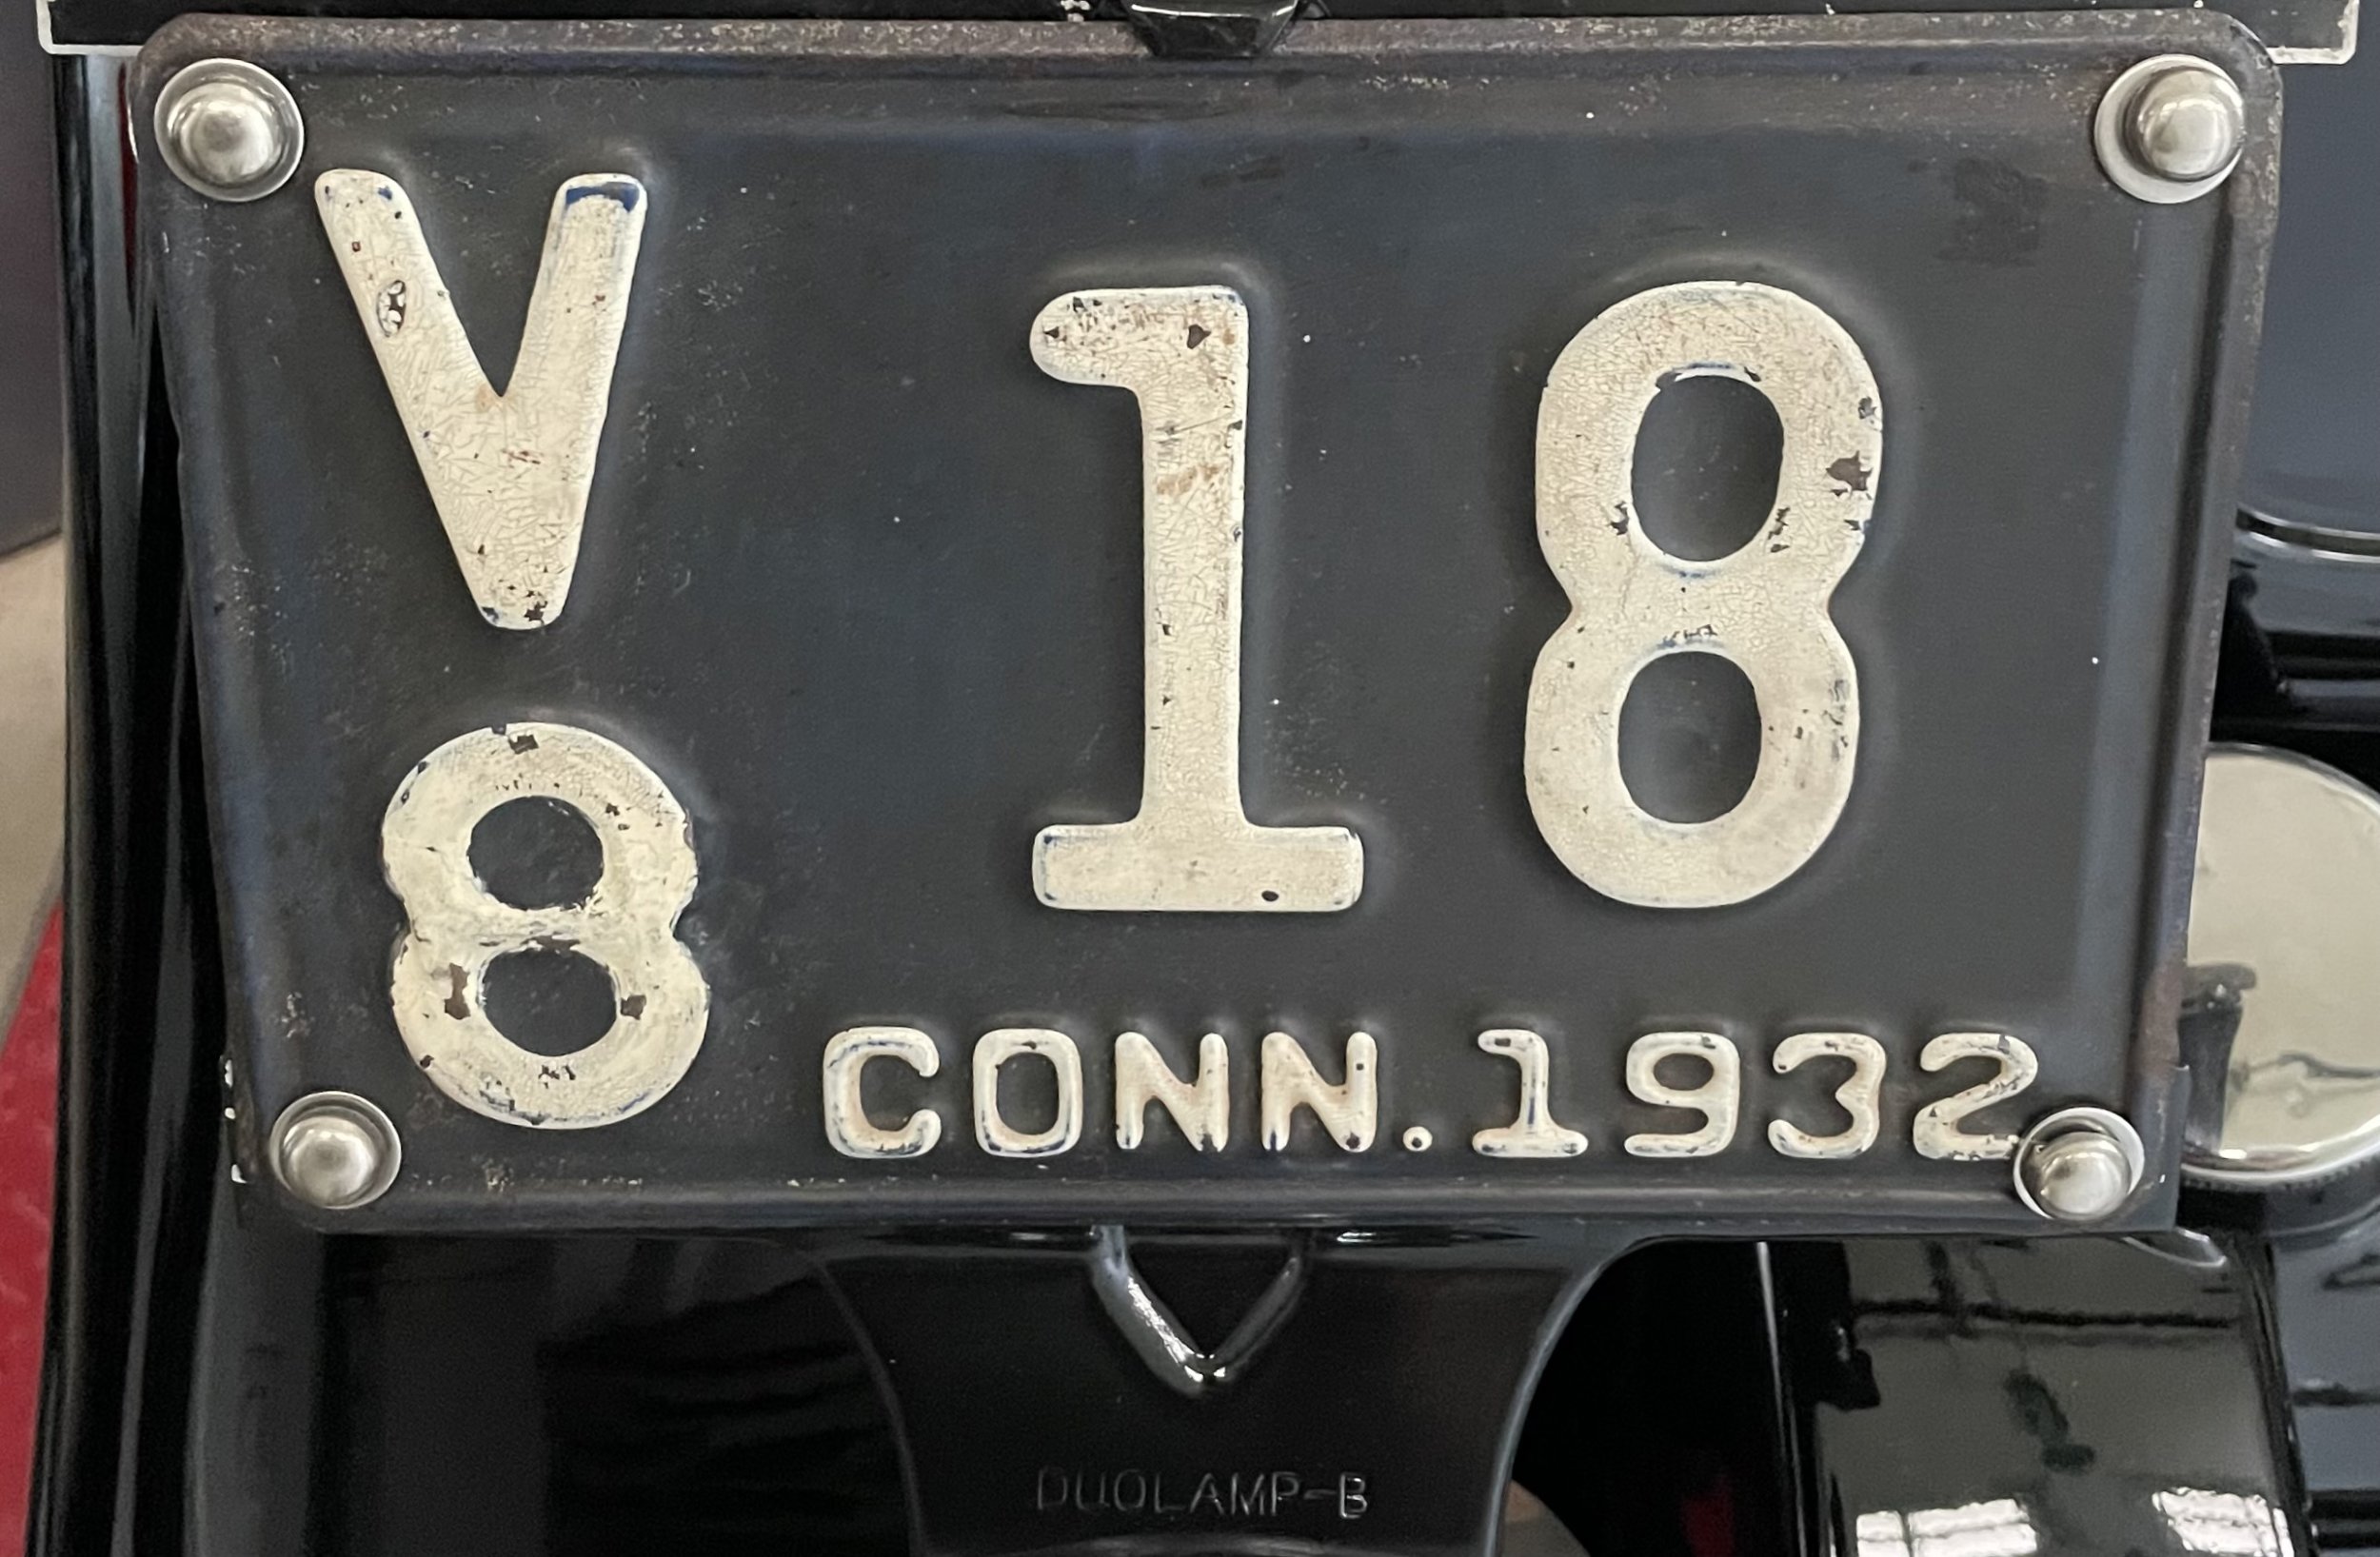 V 18
8
CONN. 1932
DUOLAMP-B